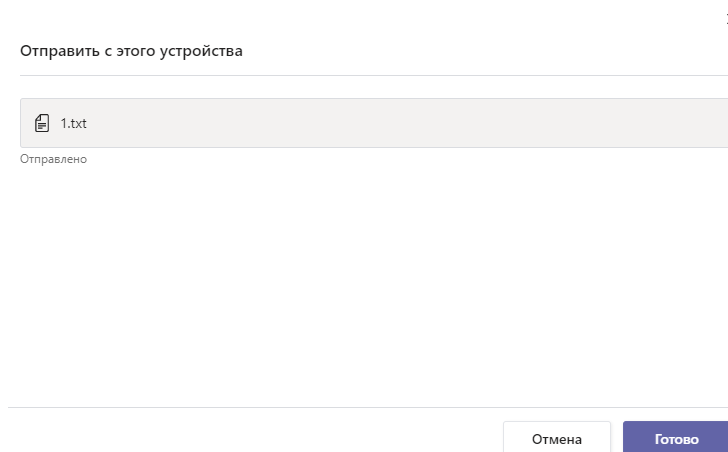 Отправить с этого устройства
1.txt
Отправлено
Отмена
Готово